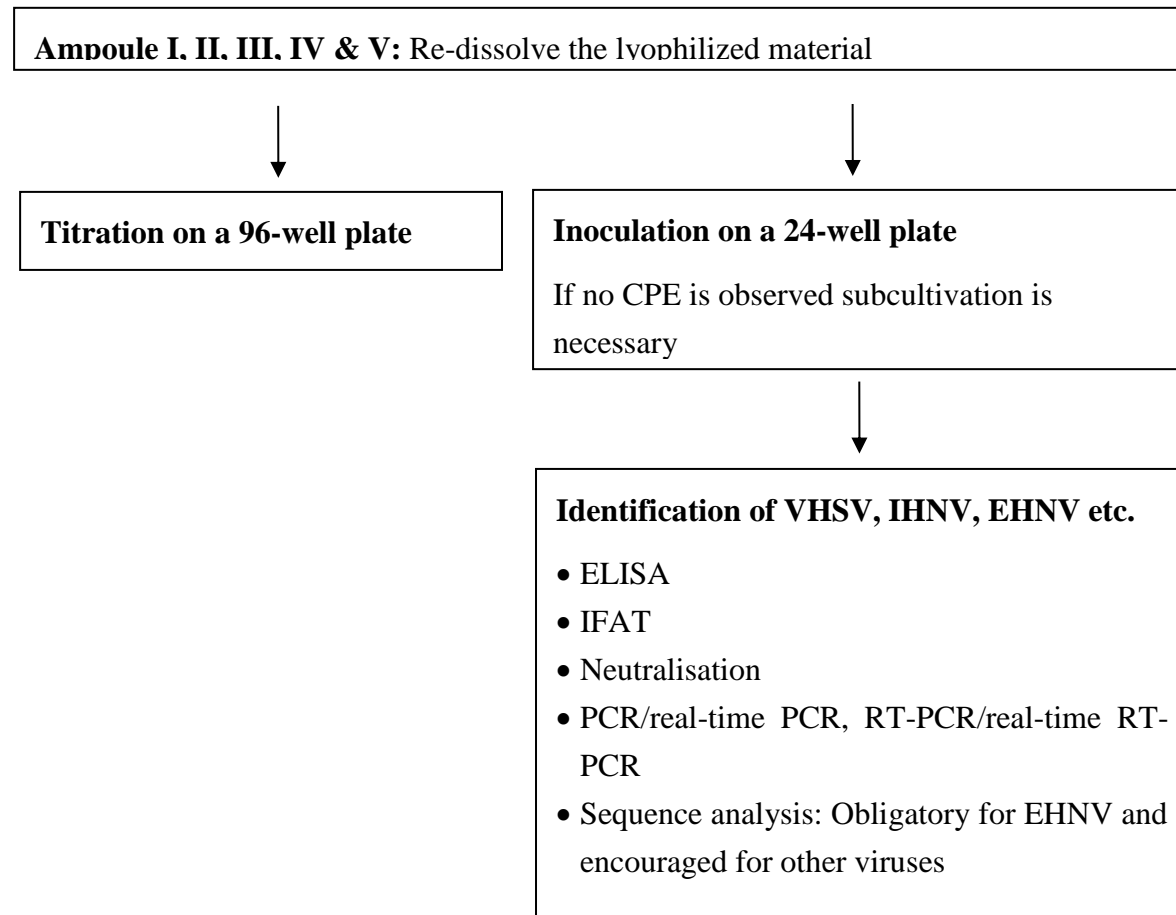 Ampoule I, II, III, IV & V: Re-dissolve the lyophilized material
Titration on a 96-well plate
Inoculation on a 24-well plate
If no CPE is observed subcultivation is
necessary
Identification of VHSV, IHNV, EHNV etc.
• ELISA
• IFAT
• Neutralisation
• PCR/real-time PCR, RT-PCR/real-time RT-
PCR
• Sequence analysis: Obligatory for EHNV and
encouraged for other viruses